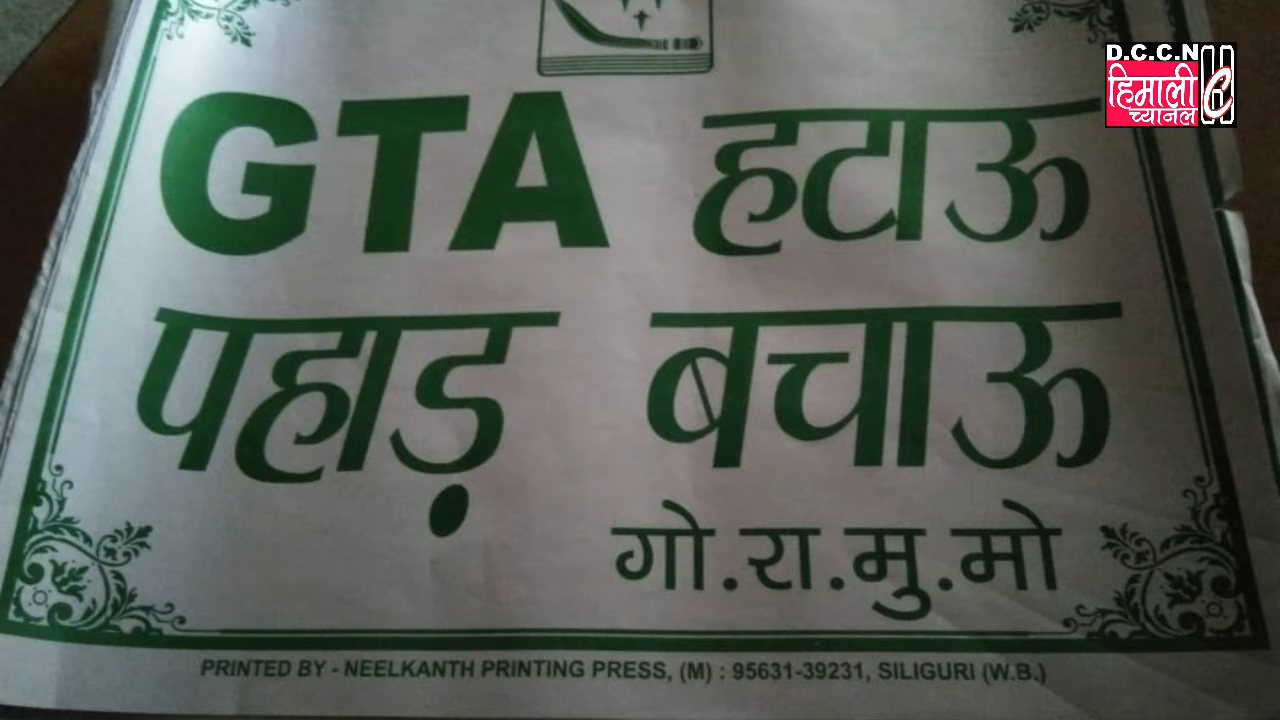 D.C.C.N
हिमाली
च्यानल
GTA हटाऊ
पहाड़ बचाऊ
गो.रा.मु.मो
PRINTED BY - NEELKANTH PRINTING PRESS, (M) : 95631-39231, SILIGURI (W.B.)